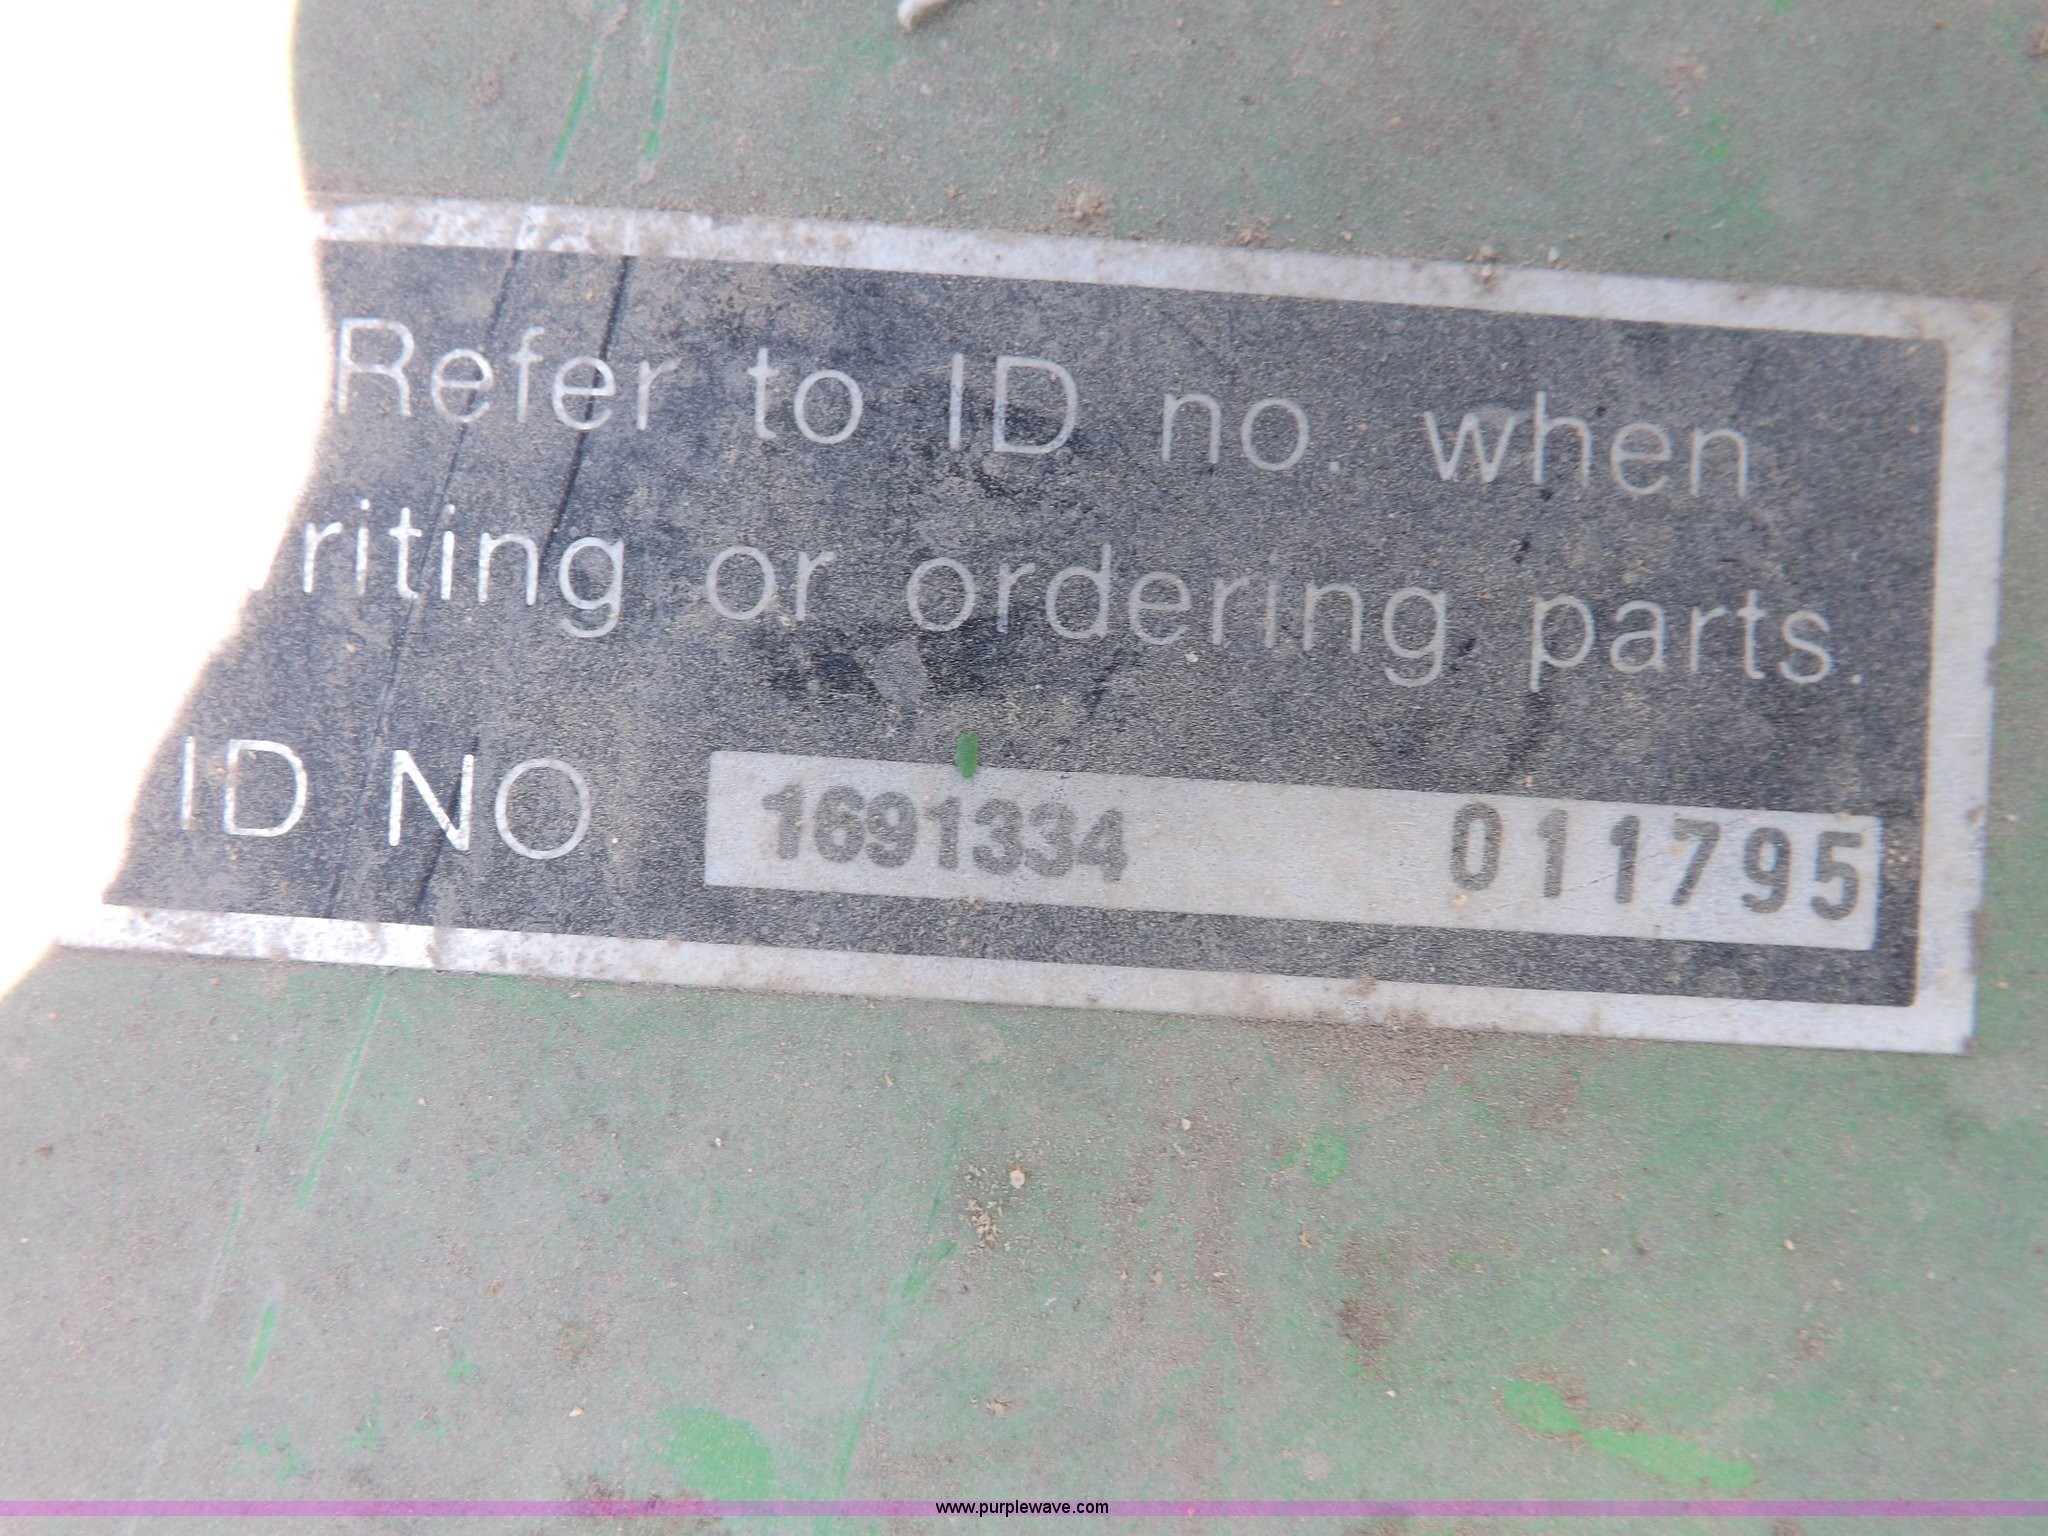 Refer to ID no. when
riting or ordering parts.
ID NO 1691334 011795
www.purplewave.com